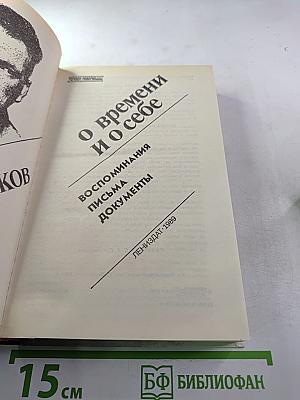 КОВ
О ВРЕМЕНИ
И О СЕБЕ
ВОСПОМИНАНИЯ
ПИСЬМА
ДОКУМЕНТЫ
ЛЕНИЗДАТ·1989
15 СМ
БФ БИБЛИОФАН